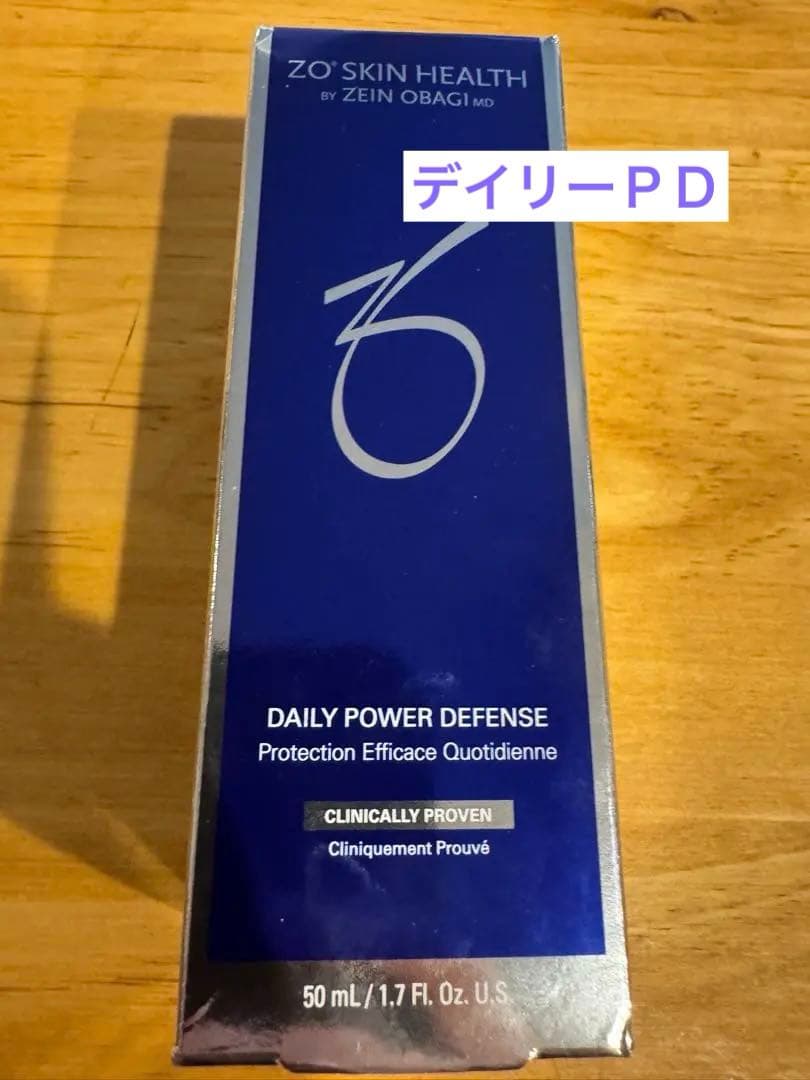 ZO® SKIN HEALTH
BY ZEIN OBAGI MD
デイリーＰＤ
DAILY POWER DEFENSE
Protection Efficace Quotidienne
CLINICALLY PROVEN
Cliniquement Prouvé
50 mL / 1.7 Fl. Oz. U.S.